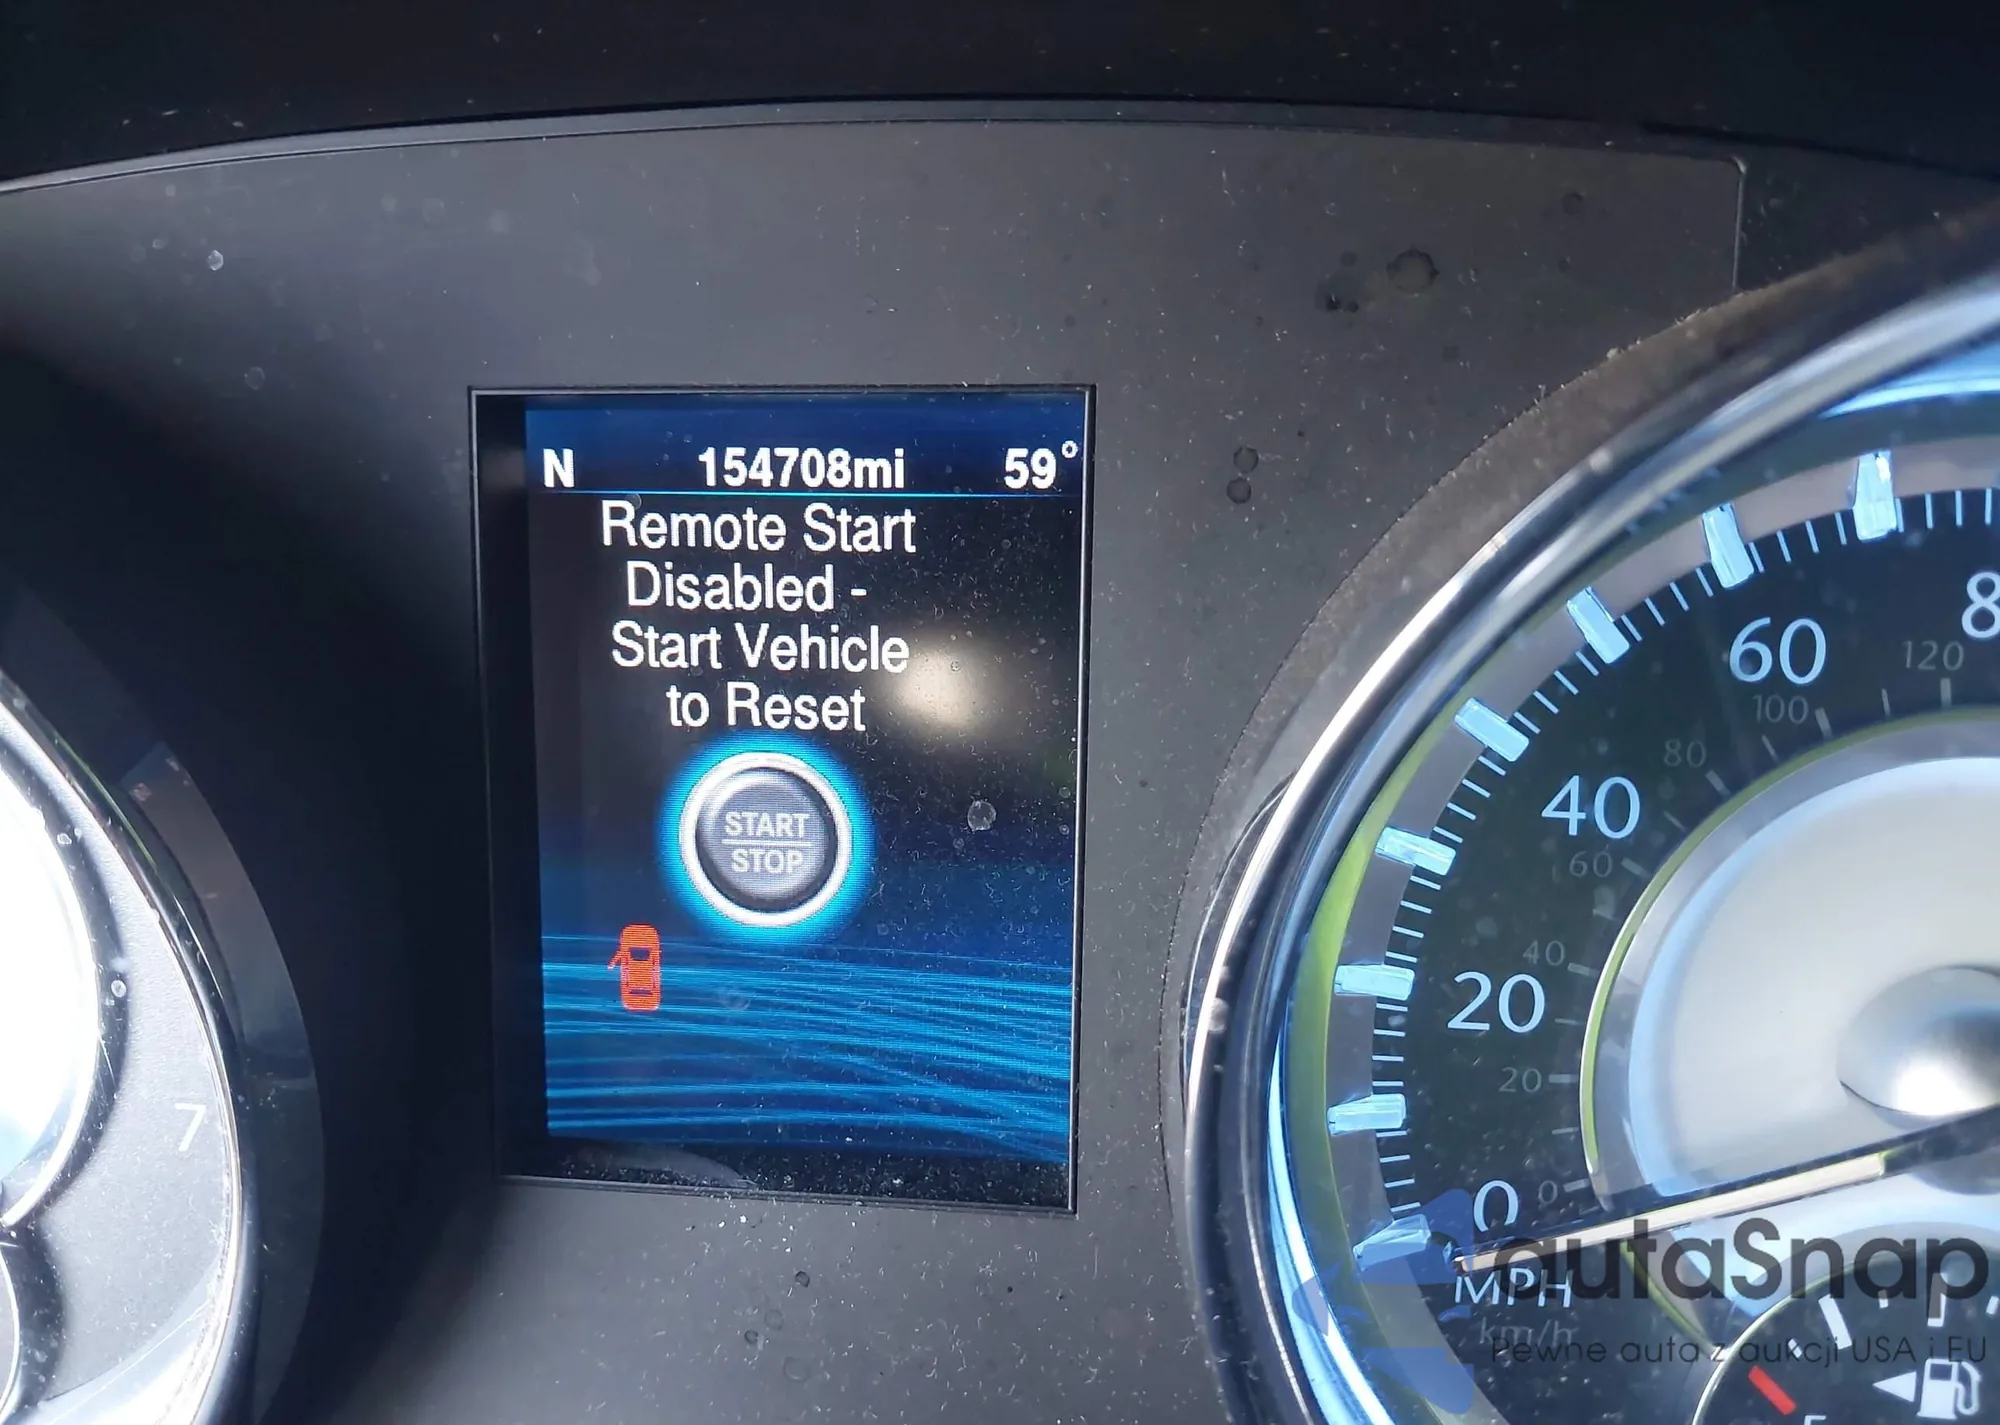 N 154708mi 59°
Remote Start
Disabled -
Start Vehicle
to Reset
START
STOP
7
80
60
120
100
80
40
60
40
20
20
0
0
MPH
km/h
autaSnap
Pewne auta z aukcji USA i EU